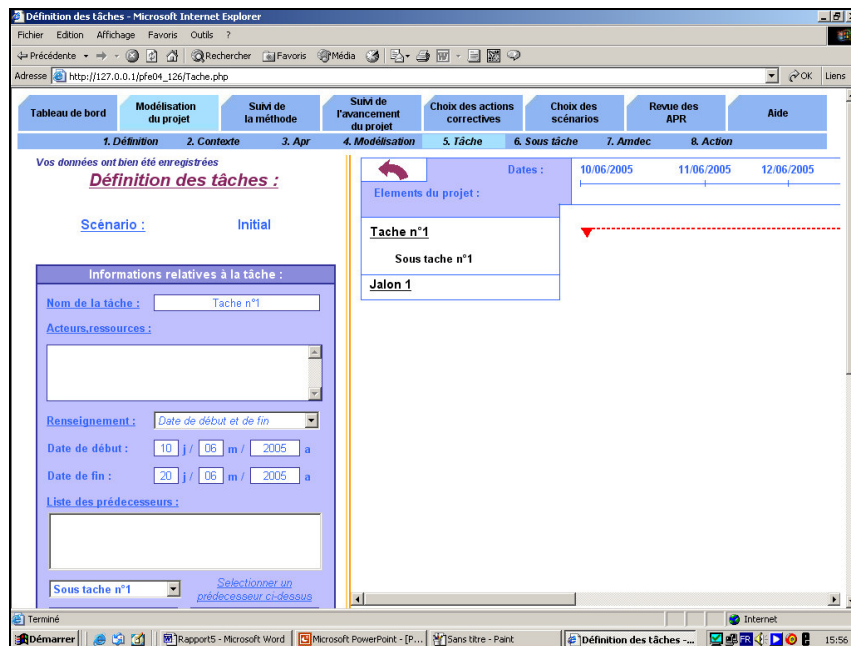 Définition des tâches - Microsoft Internet Explorer
Fichier Edition Affichage Favoris Outils ?
Précédente Rechercher Favoris Média
Adresse http://127.0.0.1/pfe04_126/Tache.php OK Liens
Tableau de bord Modélisation du projet Suivi de la méthode Suivi de l'avancement du projet Choix des actions correctives Choix des scénarios Revue des APR Aide
1. Définition 2. Contexte 3. Apr 4. Modélisation 5. Tâche 6. Sous tâche 7. Amdec 8. Action
Vos données ont bien été enregistrées
Définition des tâches :
Scénario : Initial
Informations relatives à la tâche :
Nom de la tâche : Tache n°1
Acteurs,ressources :
Renseignement : Date de début et de fin
Date de début : 10 j / 06 m / 2005 a
Date de fin : 20 j / 06 m / 2005 a
Liste des prédecesseurs :
Sous tache n°1 Selectionner un
prédecesseur ci-dessus
Dates : 10/06/2005 11/06/2005 12/06/2005
Elements du projet :
Tache n°1
Sous tache n°1
Jalon 1
Terminé Internet
Démarrer Rapport5 - Microsoft Word Microsoft PowerPoint - [P... Sans titre - Paint Définition des tâches -... FR 15:56